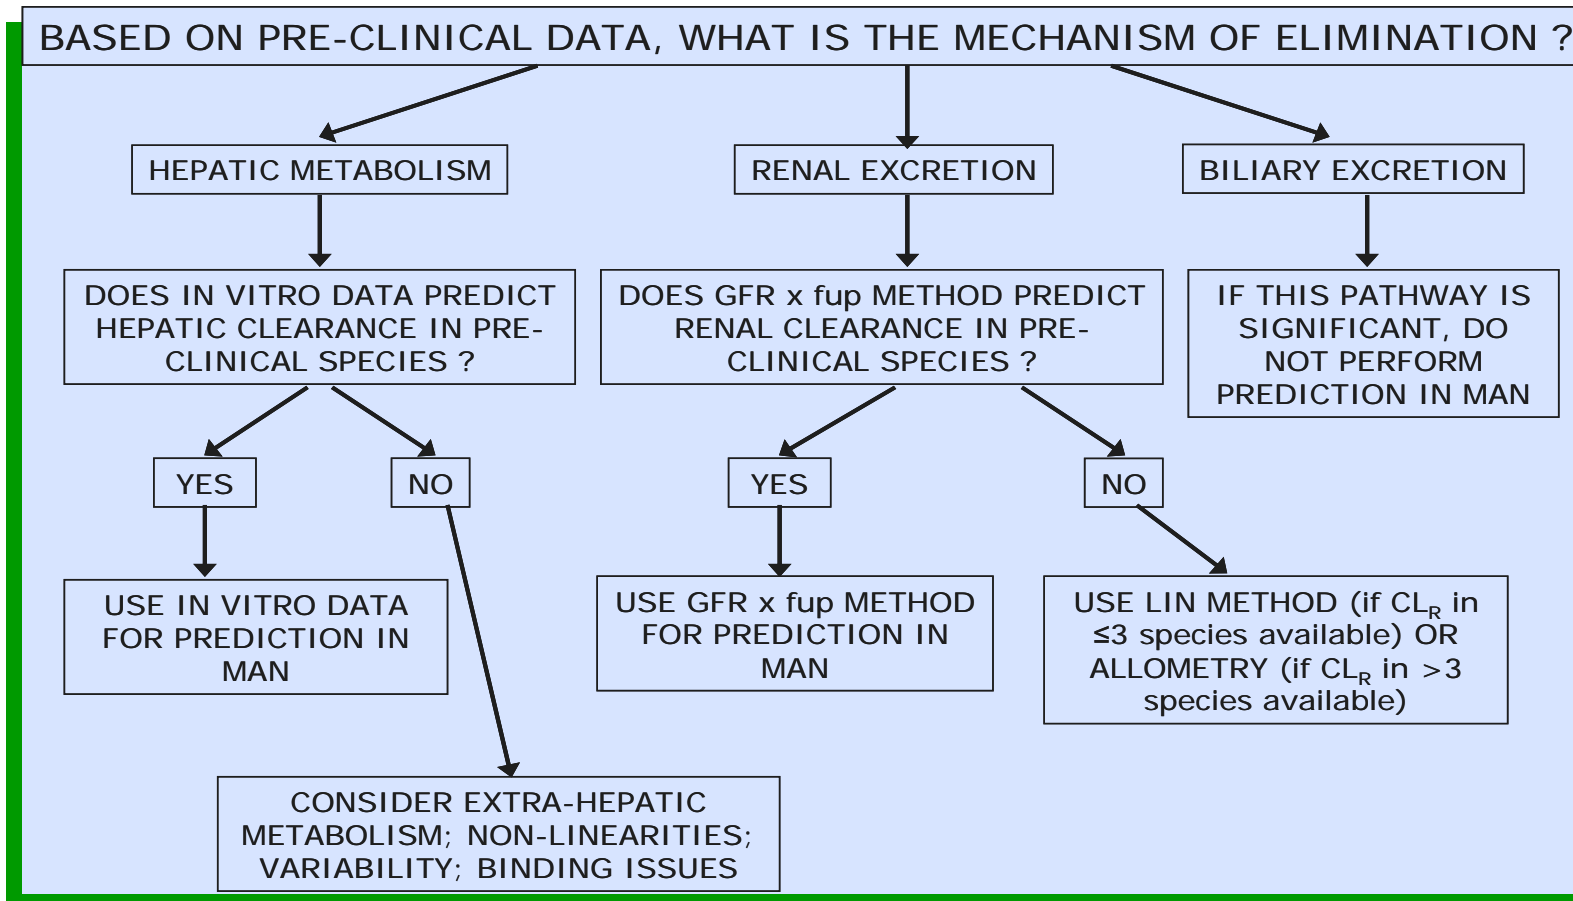 BASED ON PRE-CLINICAL DATA, WHAT IS THE MECHANISM OF ELIMINATION ?
HEPATIC METABOLISM
RENAL EXCRETION
BILIARY EXCRETION
DOES IN VITRO DATA PREDICT
HEPATIC CLEARANCE IN PRE-
CLINICAL SPECIES ?
DOES GFR x fup METHOD PREDICT
RENAL CLEARANCE IN PRE-
CLINICAL SPECIES ?
IF THIS PATHWAY IS
SIGNIFICANT, DO
NOT PERFORM
PREDICTION IN MAN
YES
NO
YES
NO
USE IN VITRO DATA
FOR PREDICTION IN
MAN
USE GFR x fup METHOD
FOR PREDICTION IN
MAN
USE LIN METHOD (if CL_R in
≤3 species available) OR
ALLOMETRY (if CL_R in >3
species available)
CONSIDER EXTRA-HEPATIC
METABOLISM; NON-LINEARITIES;
VARIABILITY; BINDING ISSUES